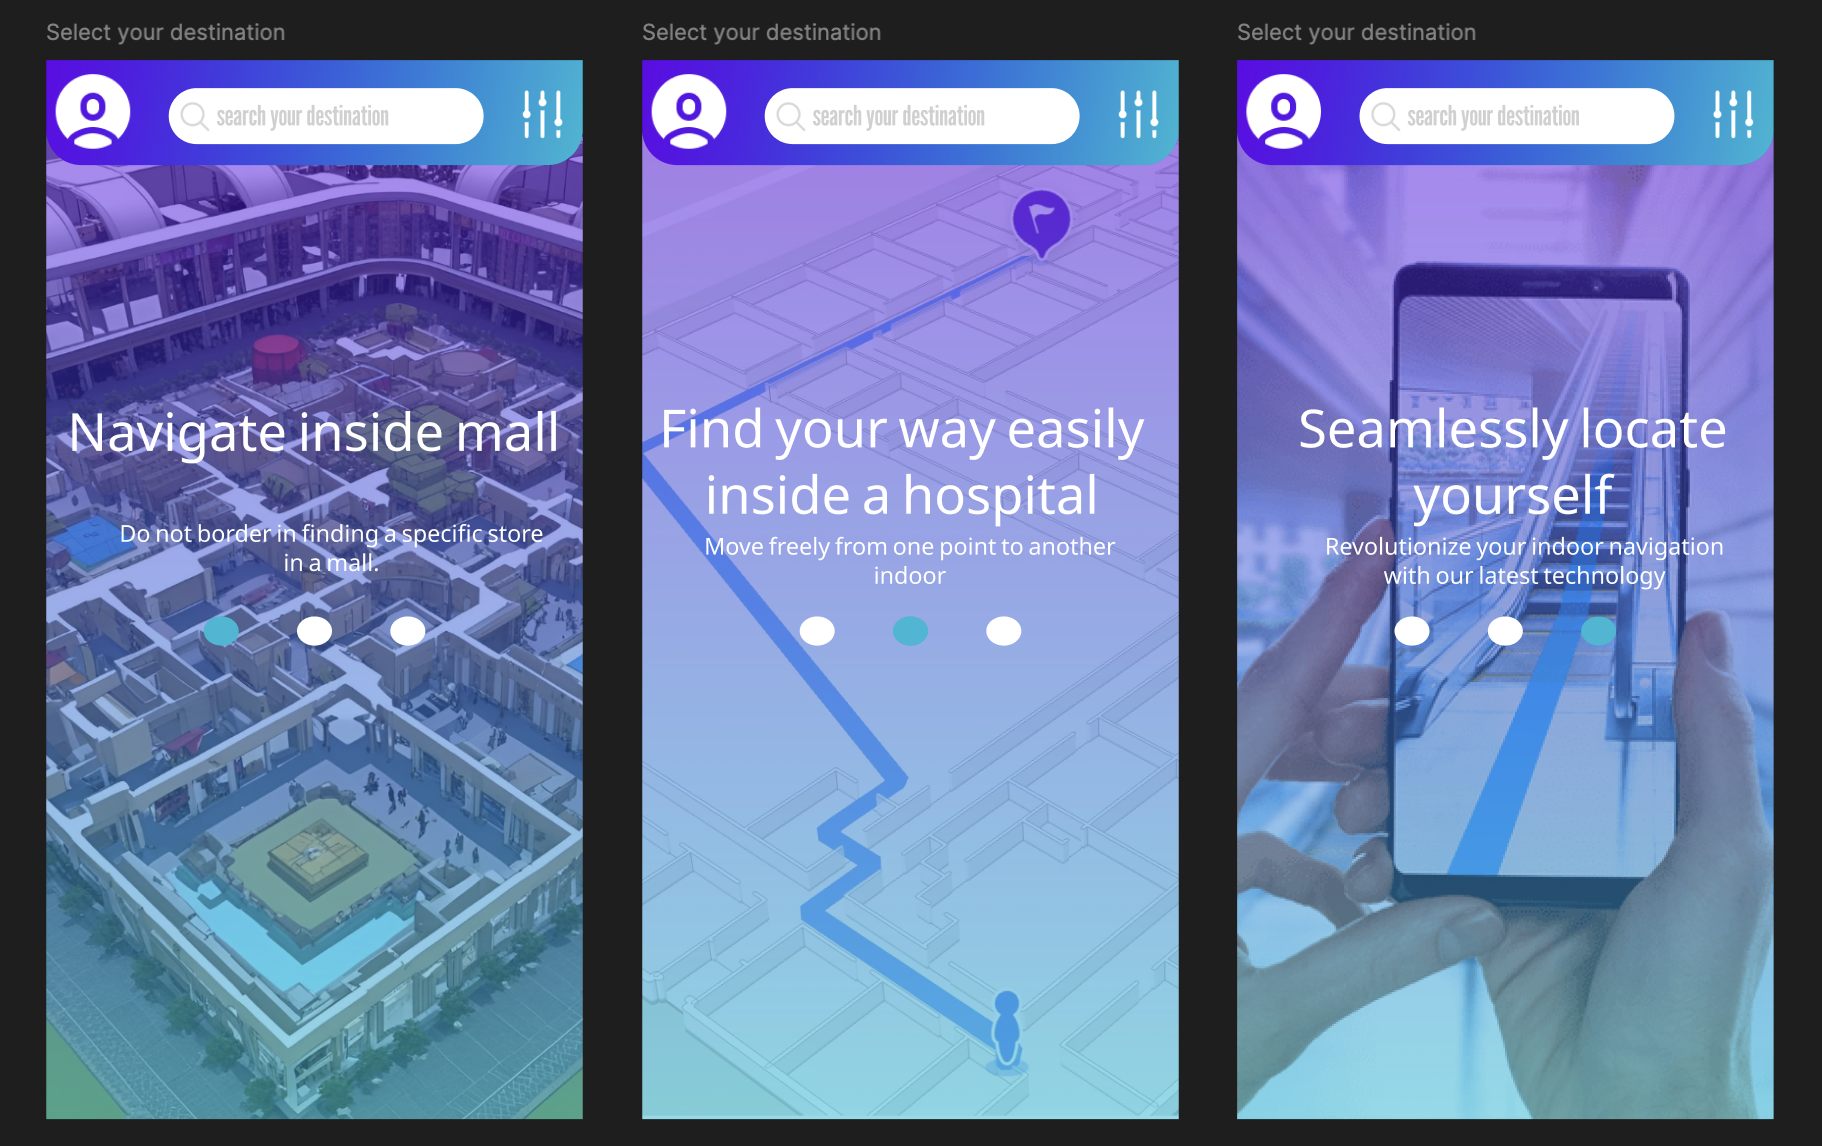 Select your destination
search your destination
Navigate inside mall
Do not border in finding a specific store
in a mall.
Select your destination
search your destination
Find your way easily
inside a hospital
Move freely from one point to another
indoor
Select your destination
search your destination
Seamlessly locate
yourself
Revolutionize your indoor navigation
with our latest technology